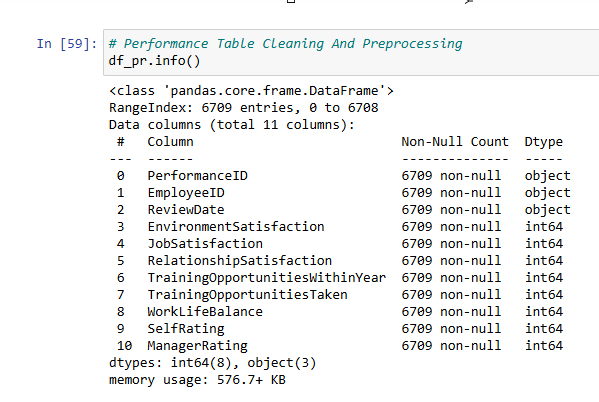 In [59]: # Performance Table Cleaning And Preprocessing
df_pr.info()
<class 'pandas.core.frame.DataFrame'>
RangeIndex: 6709 entries, 0 to 6708
Data columns (total 11 columns):
 #   Column                           Non-Null Count  Dtype
---  ------                           --------------  -----
 0   PerformanceID                    6709 non-null   object
 1   EmployeeID                       6709 non-null   object
 2   ReviewDate                       6709 non-null   object
 3   EnvironmentSatisfaction          6709 non-null   int64
 4   JobSatisfaction                  6709 non-null   int64
 5   RelationshipSatisfaction         6709 non-null   int64
 6   TrainingOpportunitiesWithinYear  6709 non-null   int64
 7   TrainingOpportunitiesTaken       6709 non-null   int64
 8   WorkLifeBalance                  6709 non-null   int64
 9   SelfRating                       6709 non-null   int64
 10  ManagerRating                    6709 non-null   int64
dtypes: int64(8), object(3)
memory usage: 576.7+ KB